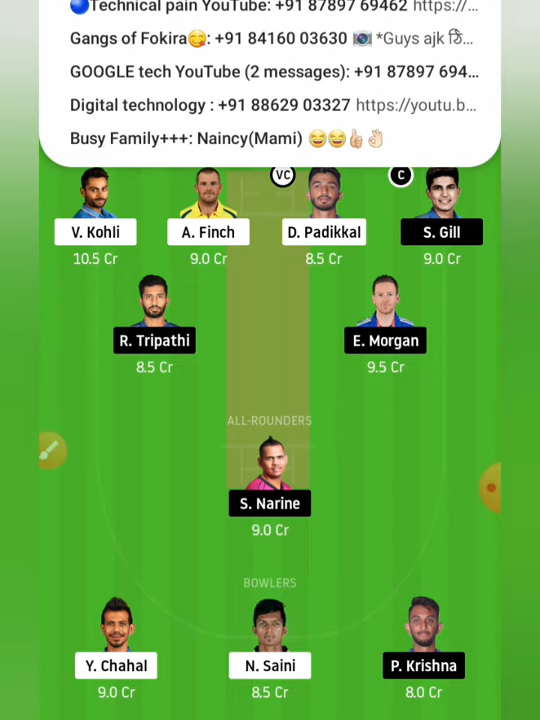 Technical pain YouTube: +91 87897 69462 https://...
Gangs of Fokira😋: +91 84160 03630 📷 *Guys ajk ঠি...
GOOGLE tech YouTube (2 messages): +91 87897 694...
Digital technology : +91 88629 03327 https://youtu.b...
Busy Family+++: Naincy(Mami) 😂😂👍👌
VC C
V. Kohli A. Finch D. Padikkal S. Gill
10.5 Cr 9.0 Cr 8.5 Cr 9.0 Cr
R. Tripathi E. Morgan
8.5 Cr 9.5 Cr
ALL-ROUNDERS
S. Narine
9.0 Cr
BOWLERS
Y. Chahal N. Saini P. Krishna
9.0 Cr 8.5 Cr 8.0 Cr